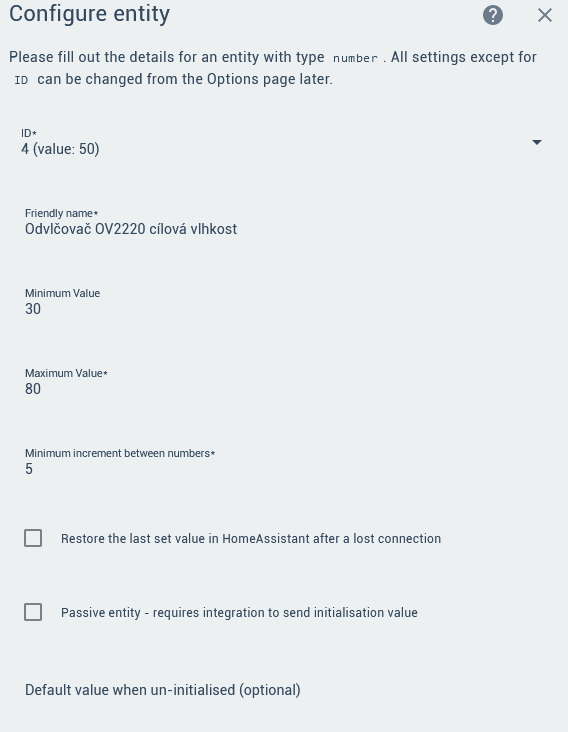 Configure entity
Please fill out the details for an entity with type number . All settings except for
ID can be changed from the Options page later.
ID*
4 (value: 50)
Friendly name*
Odvlčovač OV2220 cílová vlhkost
Minimum Value
30
Maximum Value*
80
Minimum increment between numbers*
5
Restore the last set value in HomeAssistant after a lost connection
Passive entity - requires integration to send initialisation value
Default value when un-initialised (optional)